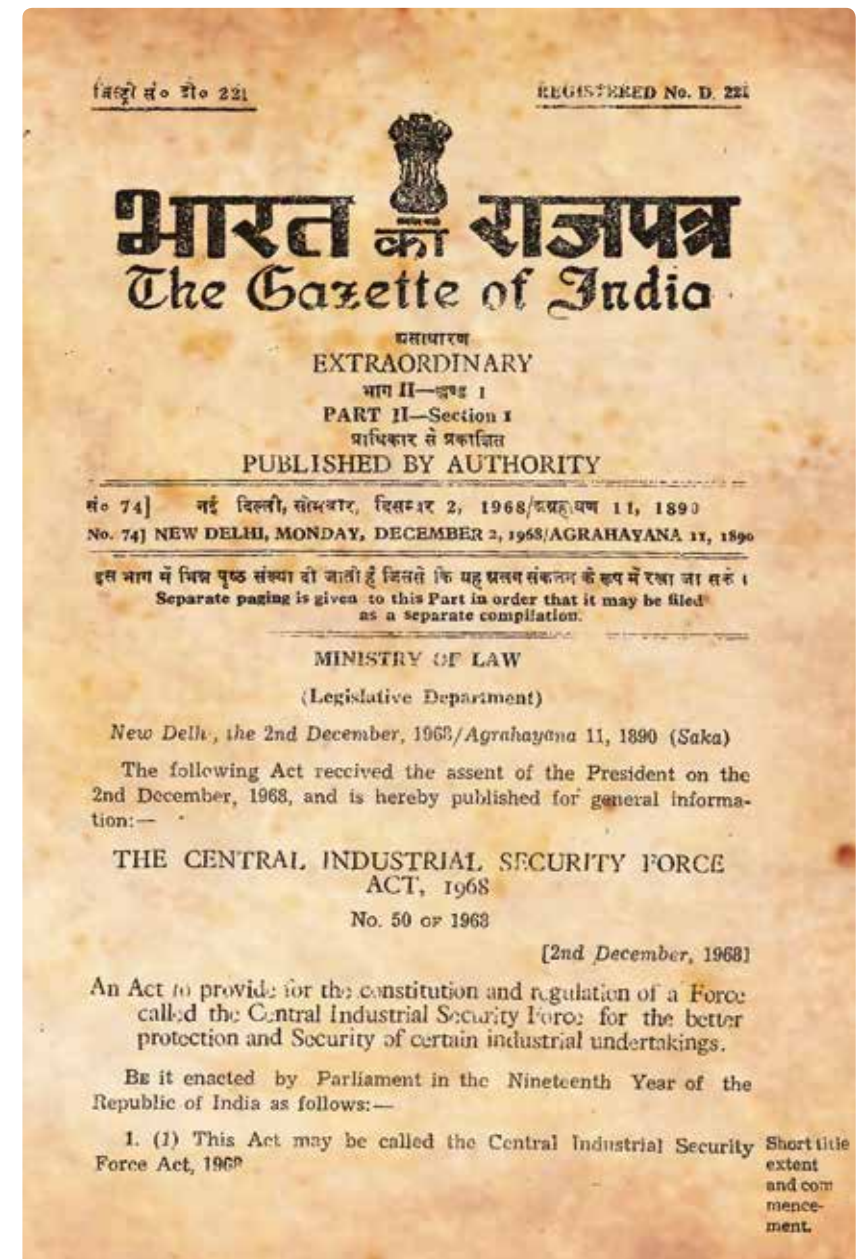 जिस्ट्री सं० डी० 221
REGISTERED No. D. 221
भारत का राजपत्र
The Gazette of India
असाधारण
EXTRAORDINARY
भाग II—खण्ड 1
PART II—Section 1
प्राधिकार से प्रकाशित
PUBLISHED BY AUTHORITY
सं० 74] नई दिल्ली, सोमवार, दिसम्बर 2, 1968/अग्रहायण 11, 1890
No. 74] NEW DELHI, MONDAY, DECEMBER 2, 1968/AGRAHAYANA 11, 1890
इस भाग में भिन्न पृष्ठ संख्या दी जाती है जिससे कि यह अलग संकलन के रूप में रखा जा सके ।
Separate paging is given to this Part in order that it may be filed
as a separate compilation.
MINISTRY OF LAW
(Legislative Department)
New Delhi, the 2nd December, 1968/Agrahayana 11, 1890 (Saka)
The following Act received the assent of the President on the
2nd December, 1968, and is hereby published for general informa-
tion:—
THE CENTRAL INDUSTRIAL SECURITY FORCE
ACT, 1968
No. 50 OF 1968
[2nd December, 1968]
An Act to provide for the constitution and regulation of a Force
called the Central Industrial Security Force for the better
protection and Security of certain industrial undertakings.
BE it enacted by Parliament in the Nineteenth Year of the
Republic of India as follows:—
1. (1) This Act may be called the Central Industrial Security
Force Act, 1968
Short title
extent
and com
mence-
ment.